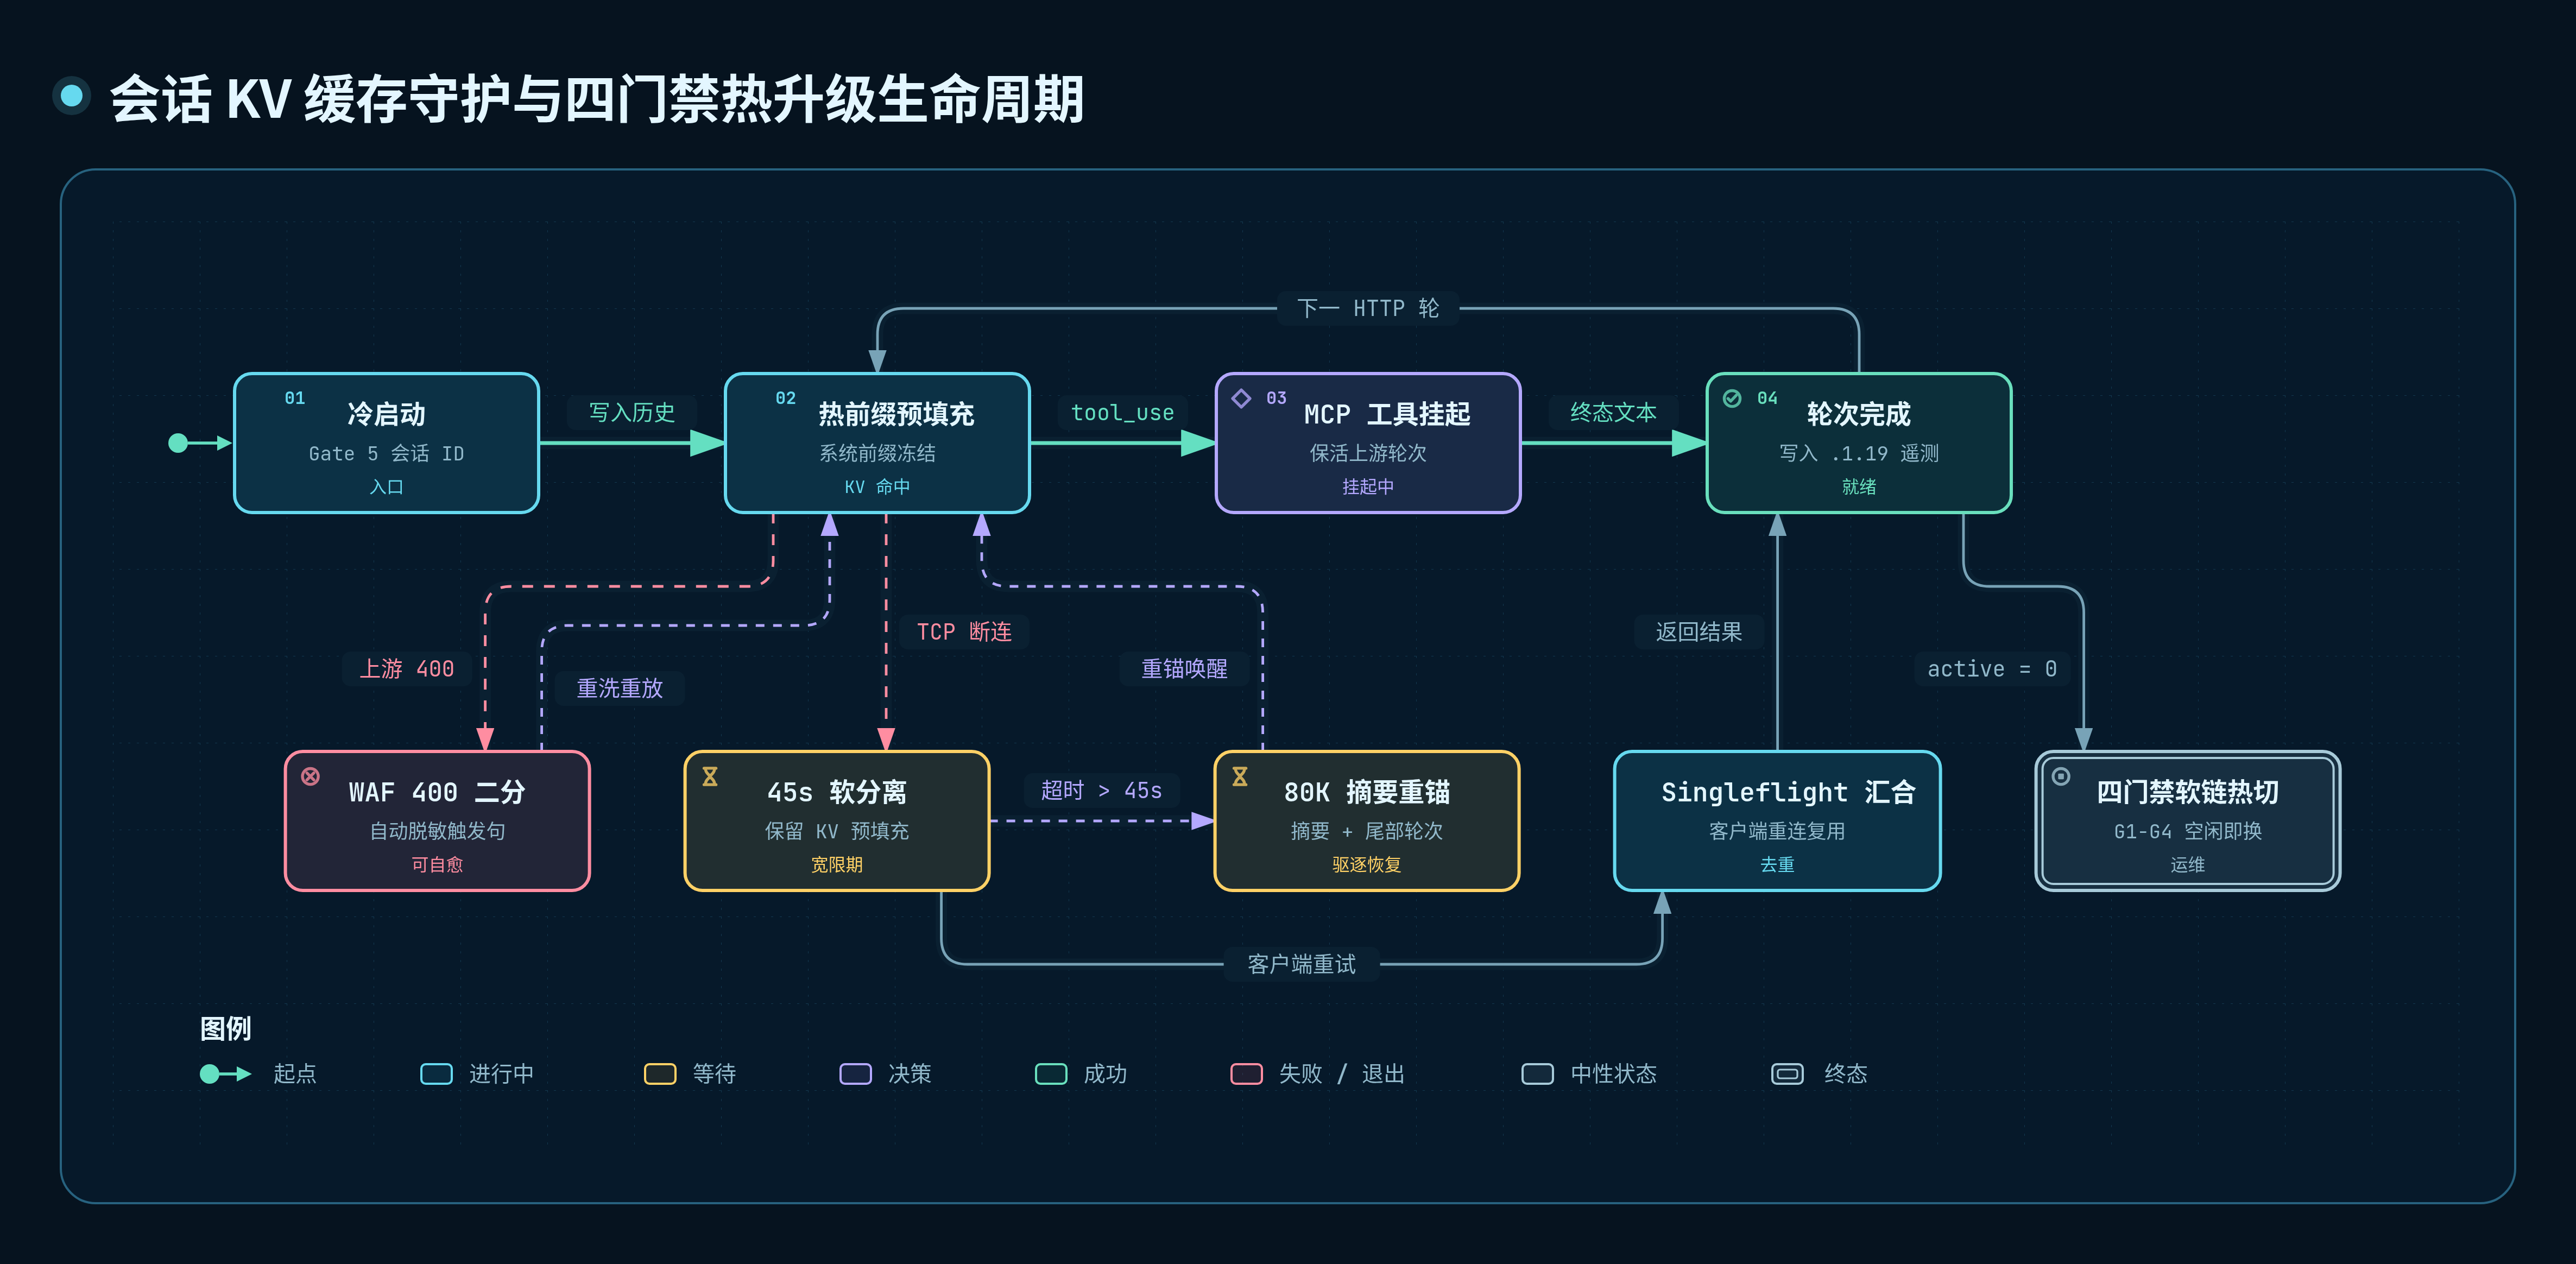 会话 KV 缓存守护与四门禁热升级生命周期
下一 HTTP 轮
01
冷启动
Gate 5 会话 ID
入口
写入历史
02
热前缀预填充
系统前缀冻结
KV 命中
tool_use
03
MCP 工具挂起
保活上游轮次
挂起中
终态文本
04
轮次完成
写入 .1.19 遥测
就绪
上游 400
重洗重放
TCP 断连
重锚唤醒
返回结果
active = 0
WAF 400 二分
自动脱敏触发句
可自愈
45s 软分离
保留 KV 预填充
宽限期
超时 > 45s
80K 摘要重锚
摘要 + 尾部轮次
驱逐恢复
Singleflight 汇合
客户端重连复用
去重
四门禁软链热切
G1-G4 空闲即换
运维
客户端重试
图例
起点
进行中
等待
决策
成功
失败 / 退出
中性状态
终态